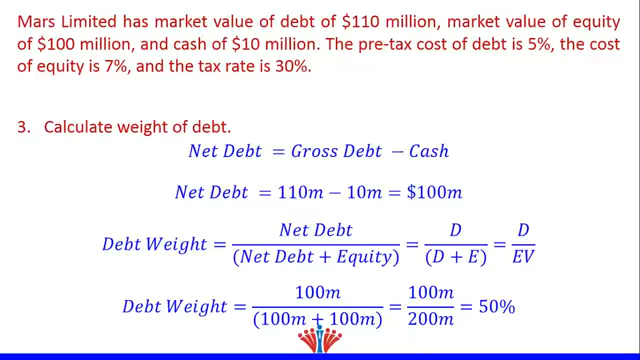 Mars Limited has market value of debt of $110 million, market value of equity
of $100 million, and cash of $10 million. The pre-tax cost of debt is 5%, the cost
of equity is 7%, and the tax rate is 30%.
3. Calculate weight of debt.
Net Debt = Gross Debt − Cash
Net Debt = 110m − 10m = $100m
Debt Weight = Net Debt / (Net Debt + Equity) = D / (D + E) = D / EV
Debt Weight = 100m / (100m + 100m) = 100m / 200m = 50%